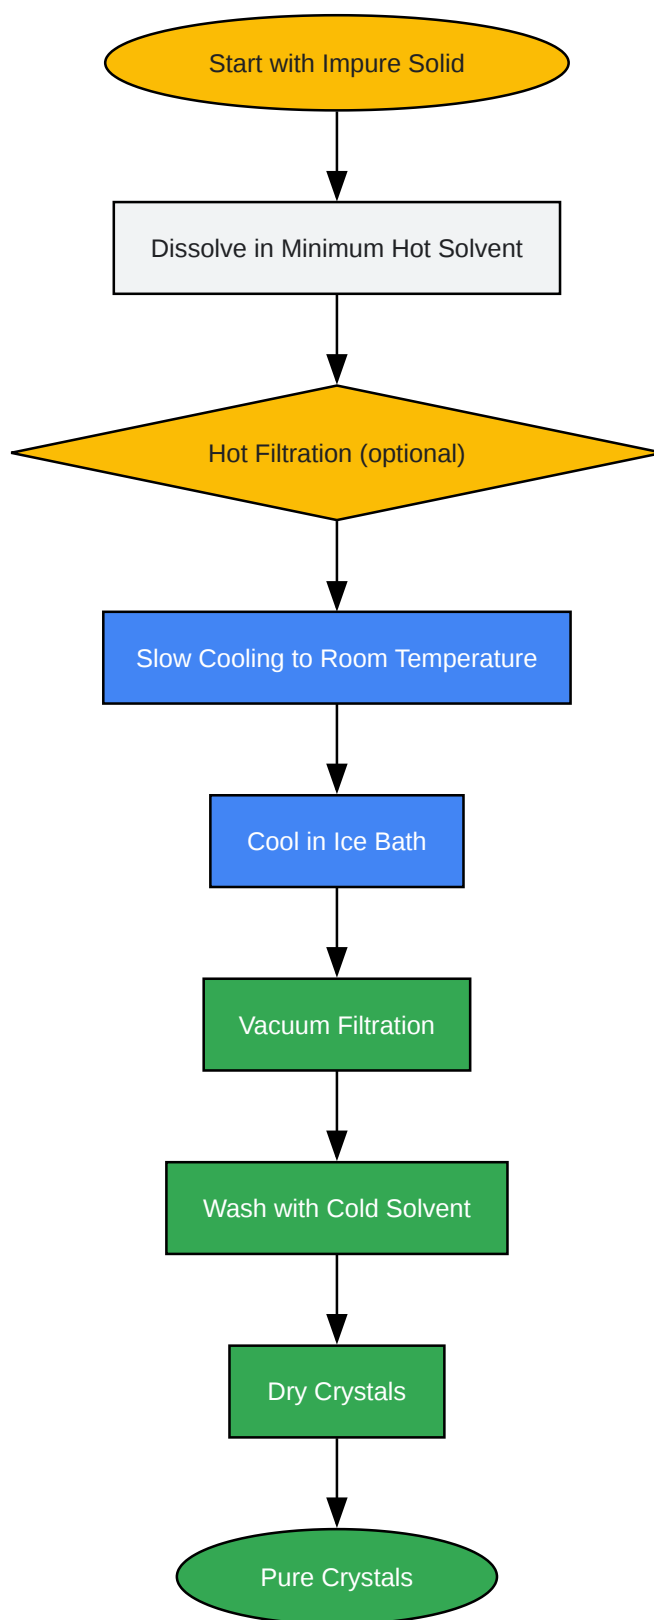 Start with Impure Solid
Dissolve in Minimum Hot Solvent
Hot Filtration (optional)
Slow Cooling to Room Temperature
Cool in Ice Bath
Vacuum Filtration
Wash with Cold Solvent
Dry Crystals
Pure Crystals